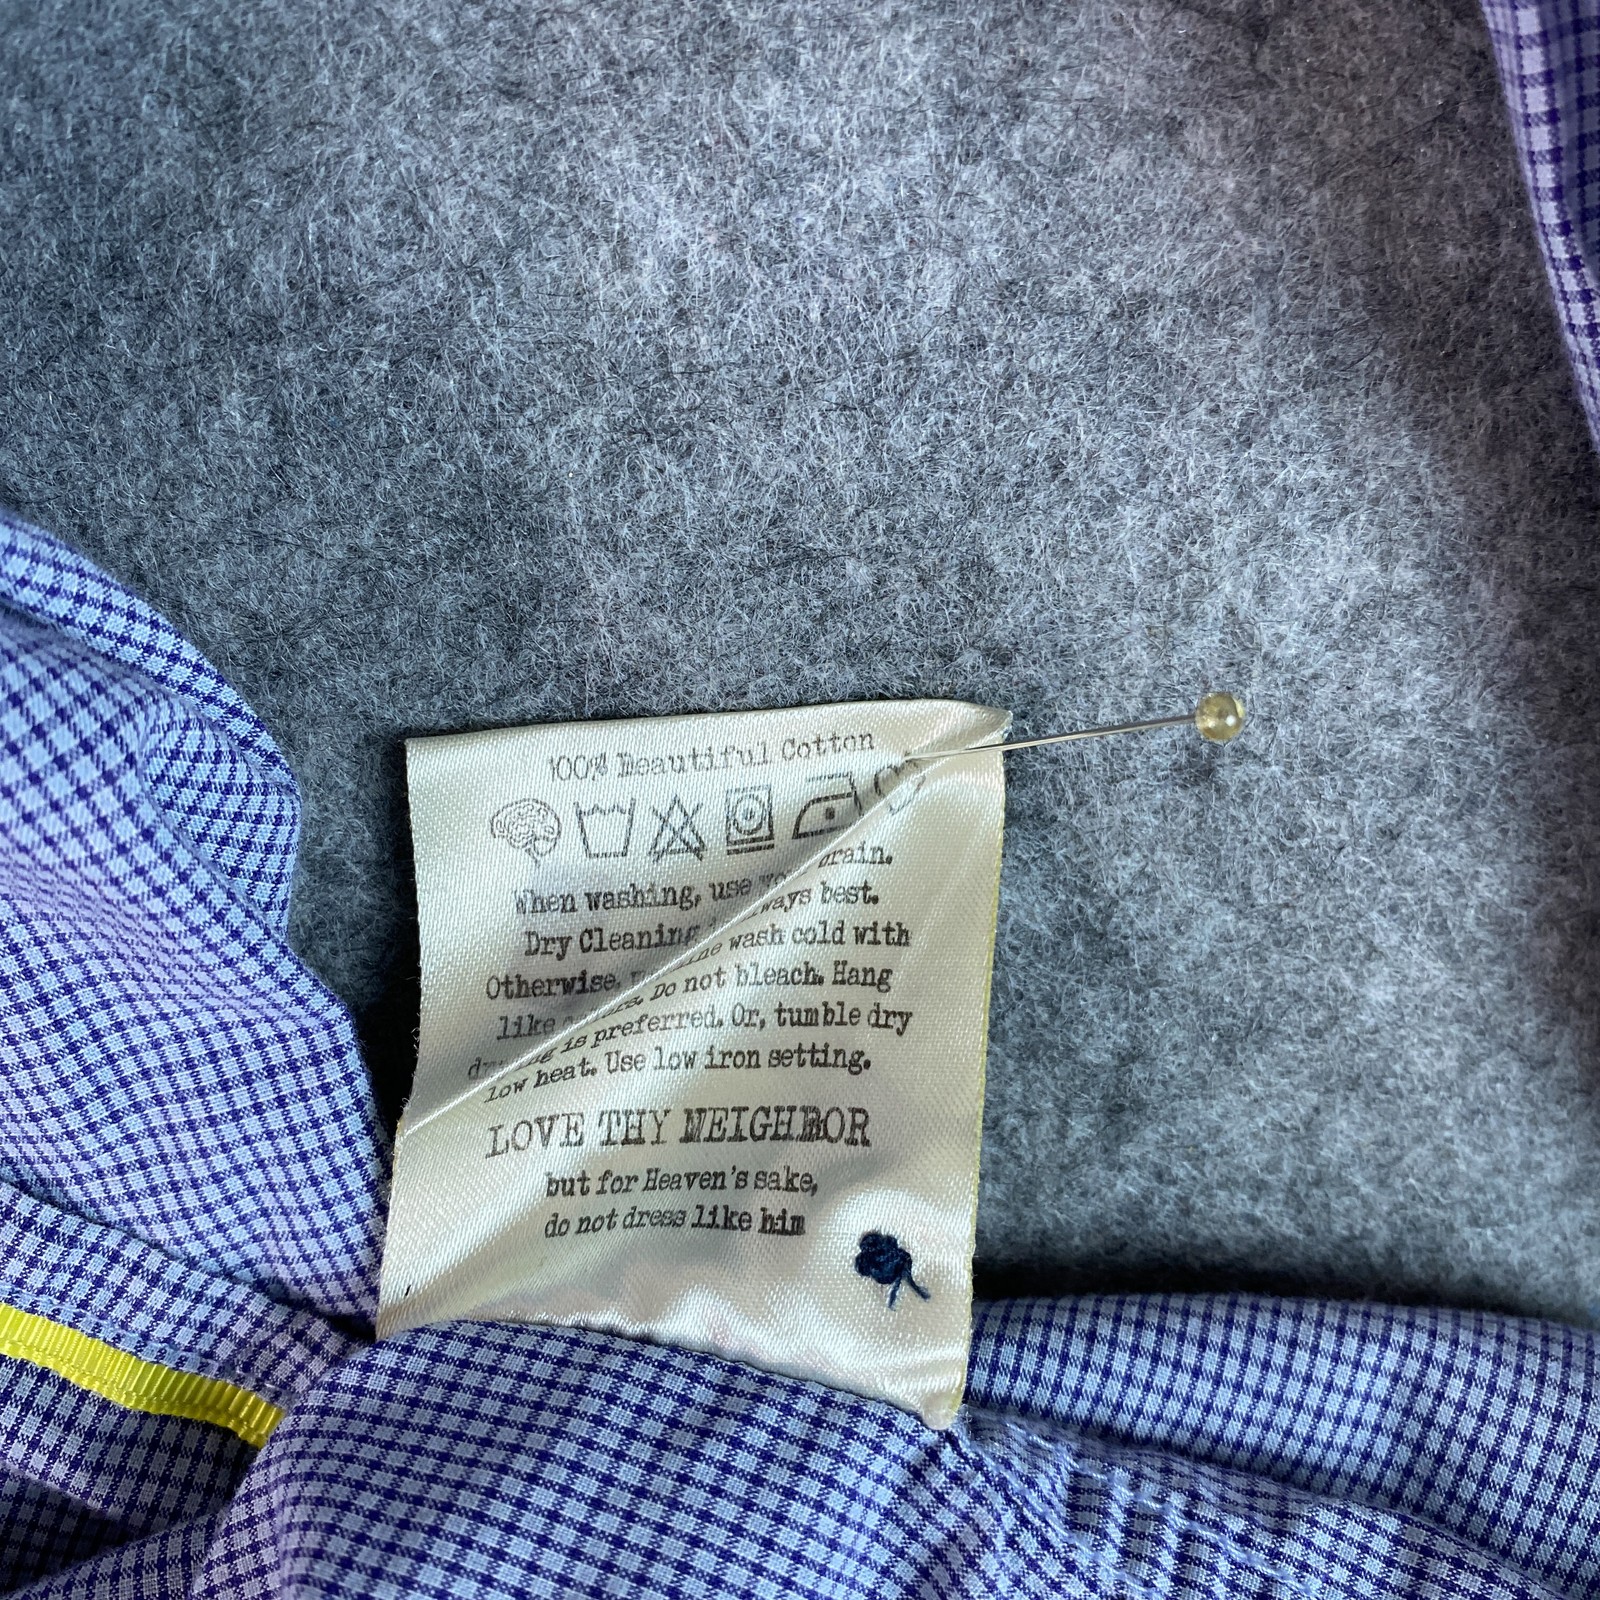 100% Beautiful Cotton
When washing, use brain.
Dry Cleaning always best.
Otherwise, wash cold with
like Do not bleach. Hang
is preferred. Or, tumble dry
low heat. Use low iron setting.
LOVE THY NEIGHBOR
but for Heaven's sake,
do not dress like him